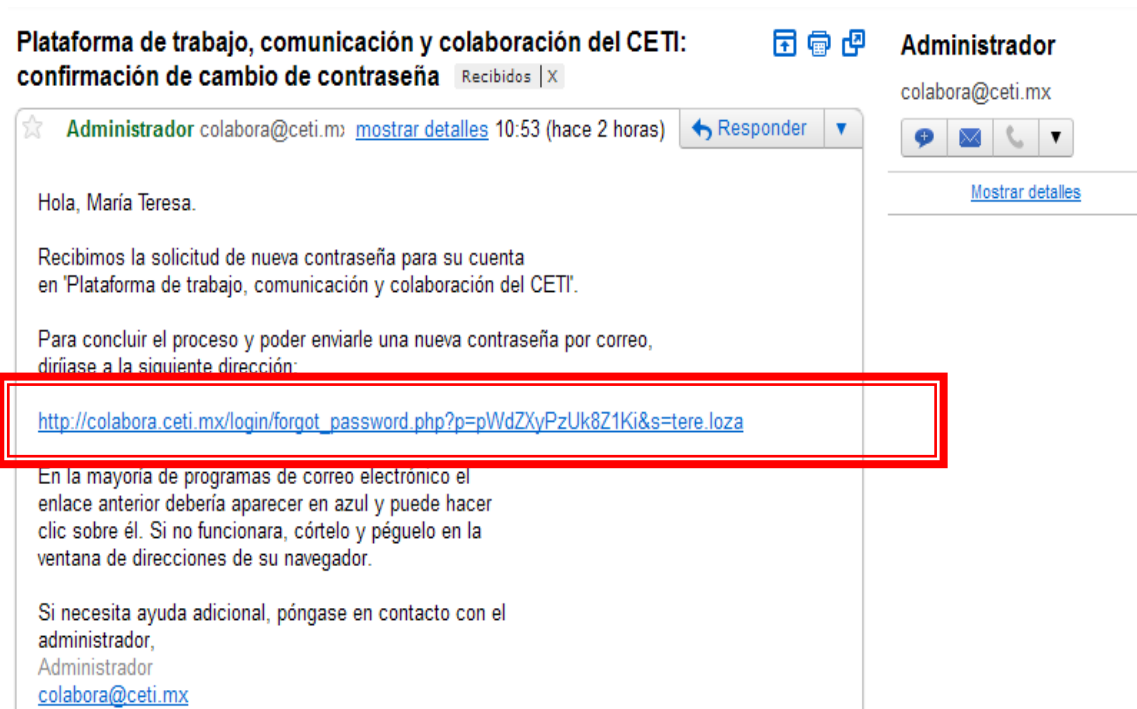 Plataforma de trabajo, comunicación y colaboración del CETI:
confirmación de cambio de contraseña Recibidos X
Administrador colabora@ceti.mx mostrar detalles 10:53 (hace 2 horas) Responder
Hola, María Teresa.
Recibimos la solicitud de nueva contraseña para su cuenta
en 'Plataforma de trabajo, comunicación y colaboración del CETI'.
Para concluir el proceso y poder enviarle una nueva contraseña por correo,
diríjase a la siguiente dirección:
http://colabora.ceti.mx/login/forgot_password.php?p=pWdZXyPzUk8Z1Ki&s=tere.loza
En la mayoría de programas de correo electrónico el
enlace anterior debería aparecer en azul y puede hacer
clic sobre él. Si no funcionara, córtelo y péguelo en la
ventana de direcciones de su navegador.
Si necesita ayuda adicional, póngase en contacto con el
administrador,
Administrador
colabora@ceti.mx
Administrador
colabora@ceti.mx
Mostrar detalles